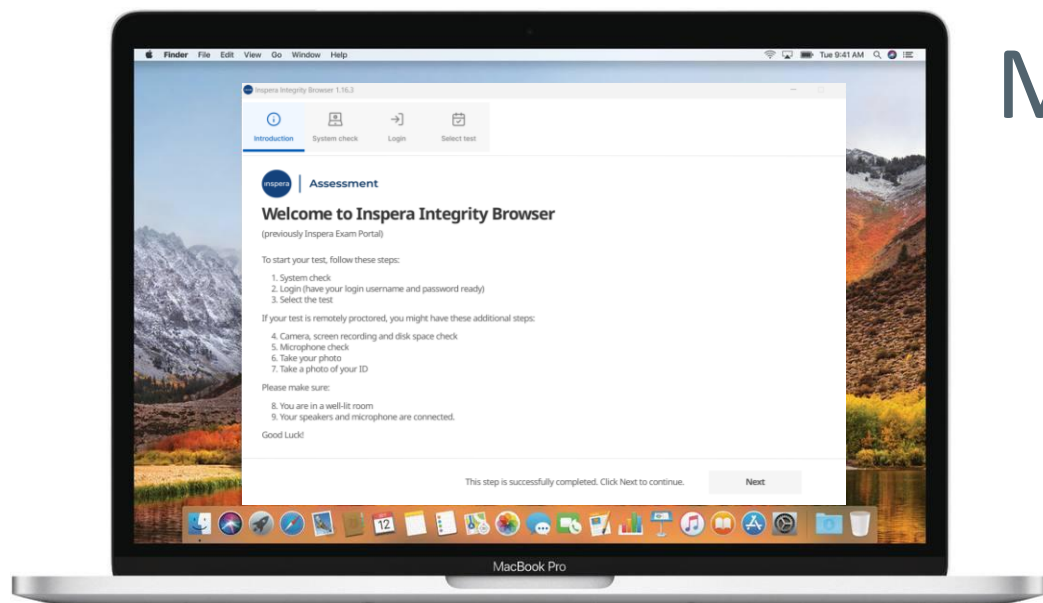 Finder File Edit View Go Window Help Tue 9:41 AM
M
Inspera Integrity Browser 1.16.3
Introduction System check Login Select test
inspera Assessment
Welcome to Inspera Integrity Browser
(previously Inspera Exam Portal)
To start your test, follow these steps:
1. System check
2. Login (have your login username and password ready)
3. Select the test
If your test is remotely proctored, you might have these additional steps:
4. Camera, screen recording and disk space check
5. Microphone check
6. Take your photo
7. Take a photo of your ID
Please make sure:
8. You are in a well-lit room
9. Your speakers and microphone are connected.
Good Luck!
This step is successfully completed. Click Next to continue. Next
12
MacBook Pro